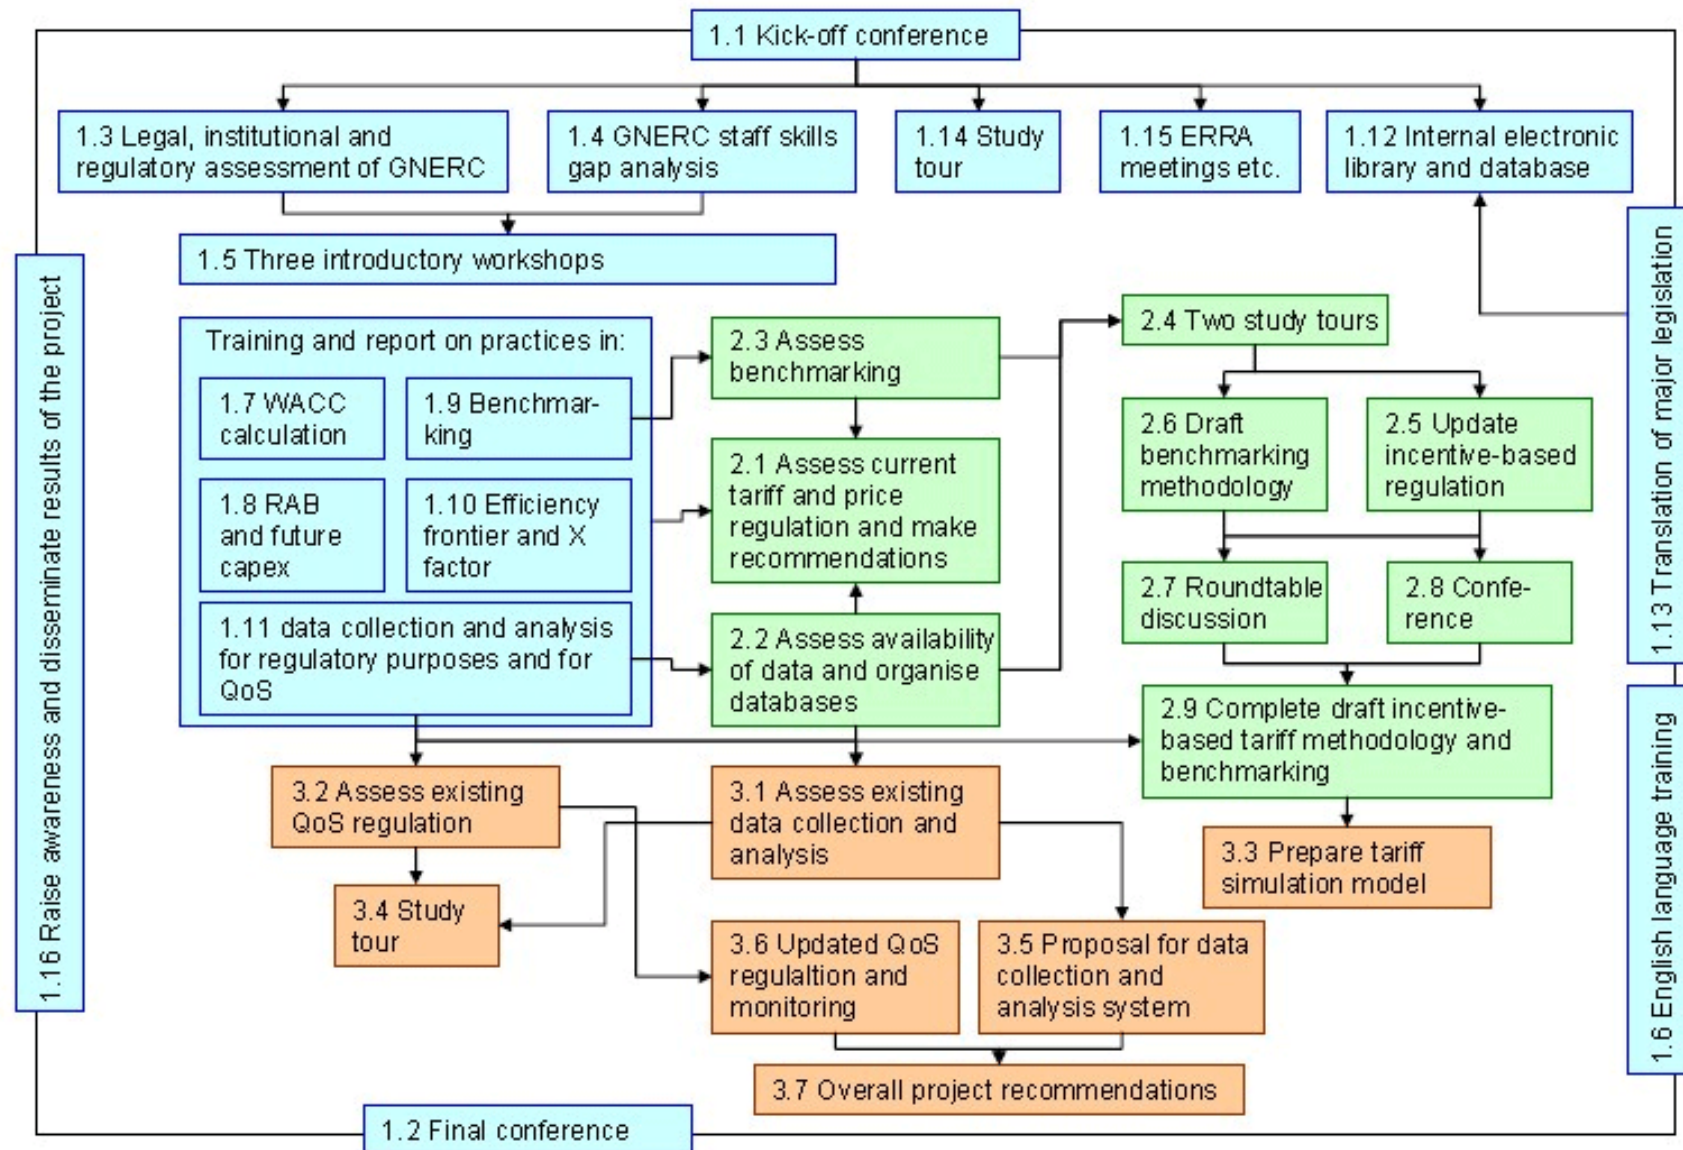 1.1 Kick-off conference
1.3 Legal, institutional and
regulatory assessment of GNERC
1.4 GNERC staff skills
gap analysis
1.14 Study
tour
1.15 ERRA
meetings etc.
1.12 Internal electronic
library and database
1.5 Three introductory workshops
1.16 Raise awareness and disseminate results of the project
1.13 Translation of major legislation
1.6 English language training
Training and report on practices in:
1.7 WACC
calculation
1.9 Benchmar-
king
1.8 RAB
and future
capex
1.10 Efficiency
frontier and X
factor
1.11 data collection and analysis
for regulatory purposes and for
QoS
2.3 Assess
benchmarking
2.1 Assess current
tariff and price
regulation and make
recommendations
2.2 Assess availability
of data and organise
databases
2.4 Two study tours
2.6 Draft
benchmarking
methodology
2.5 Update
incentive-based
regulation
2.7 Roundtable
discussion
2.8 Confe-
rence
2.9 Complete draft incentive-
based tariff methodology and
benchmarking
3.2 Assess existing
QoS regulation
3.1 Assess existing
data collection and
analysis
3.3 Prepare tariff
simulation model
3.4 Study
tour
3.6 Updated QoS
regulaltion and
monitoring
3.5 Proposal for data
collection and
analysis system
3.7 Overall project recommendations
1.2 Final conference